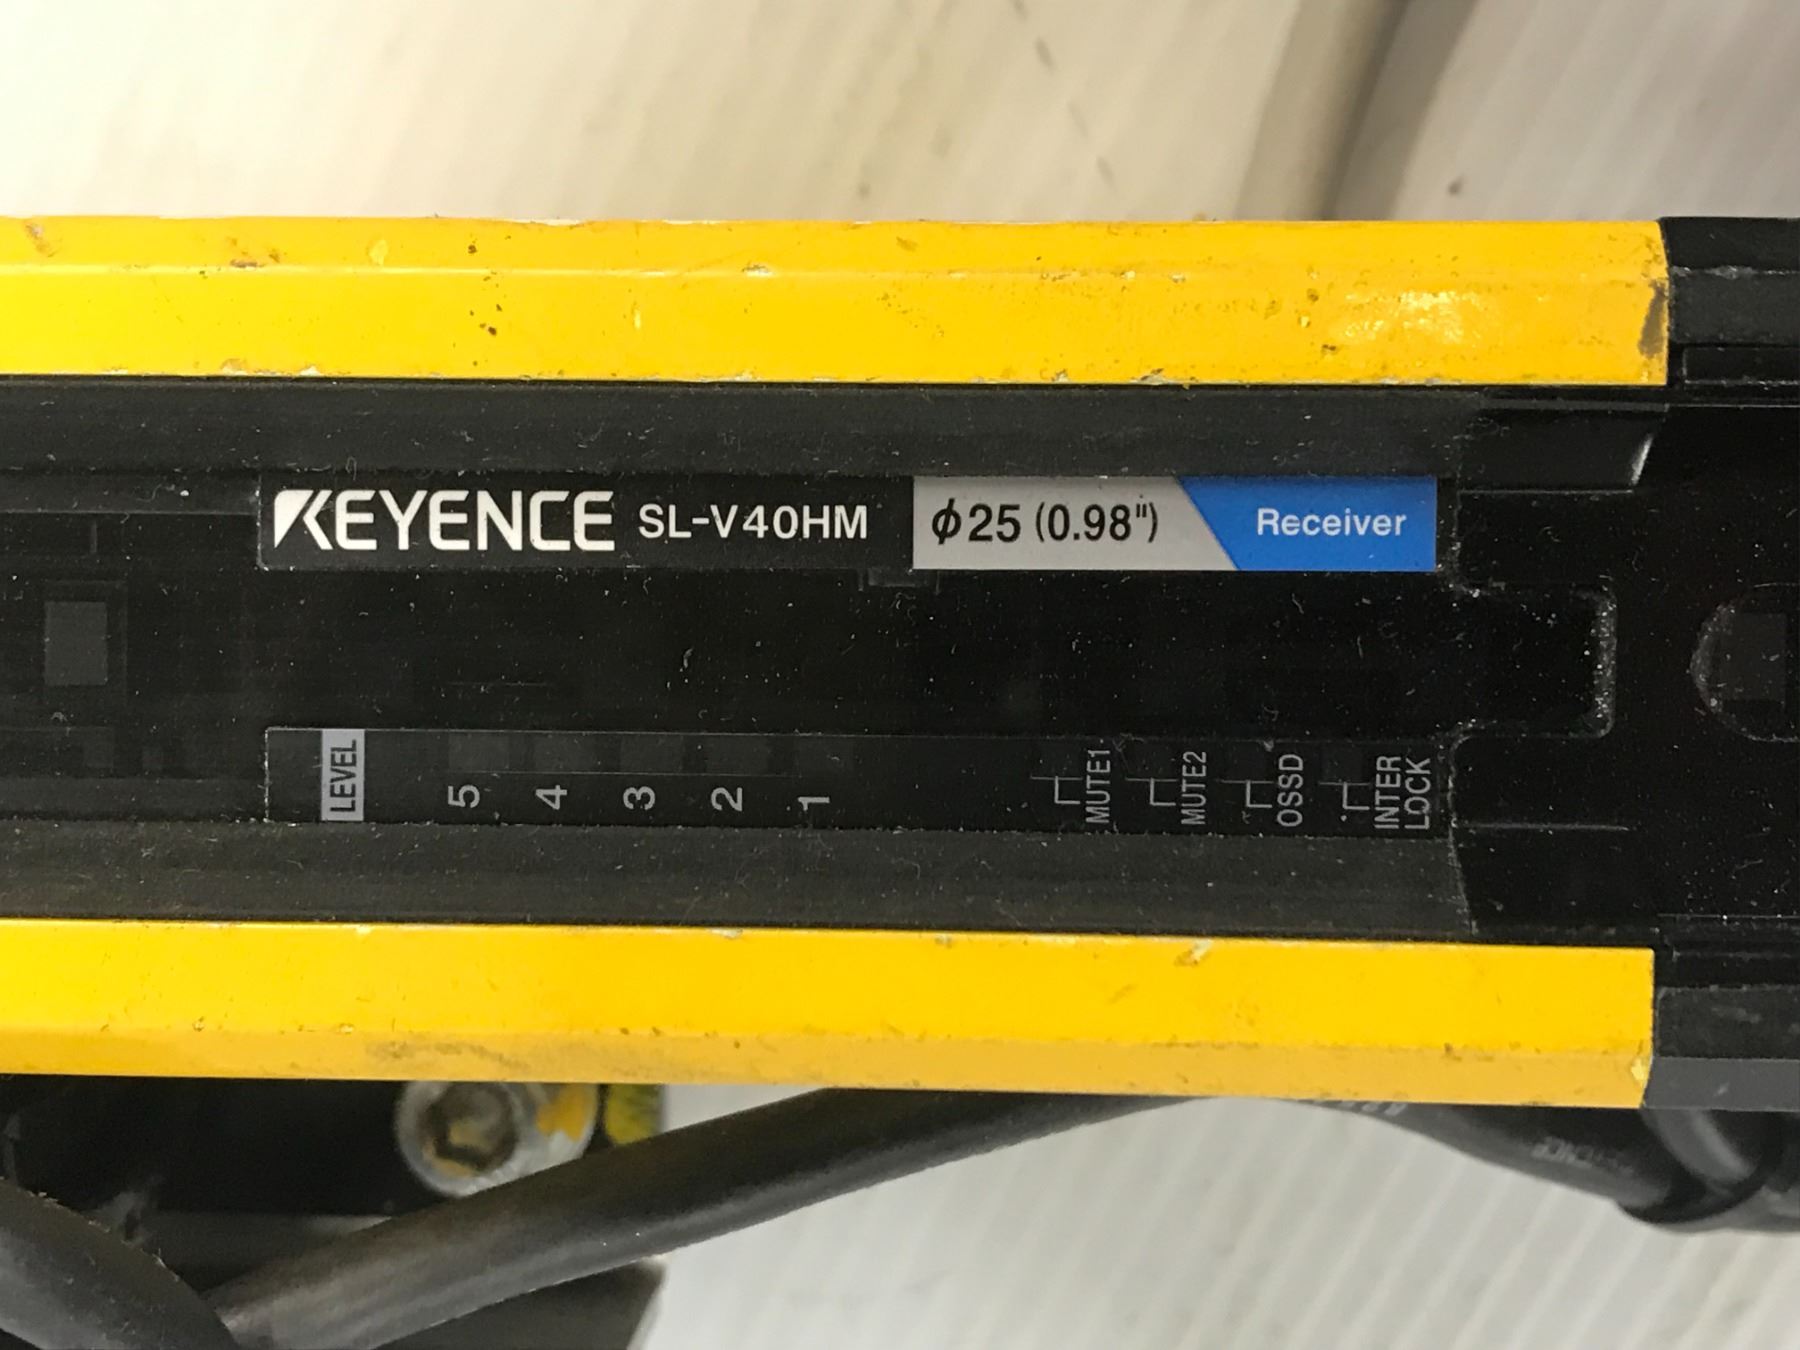 KEYENCE SL-V40HM φ25 (0.98") Receiver
LEVEL 5 4 3 2 1 MUTE1 MUTE2 OSSD INTER LOCK